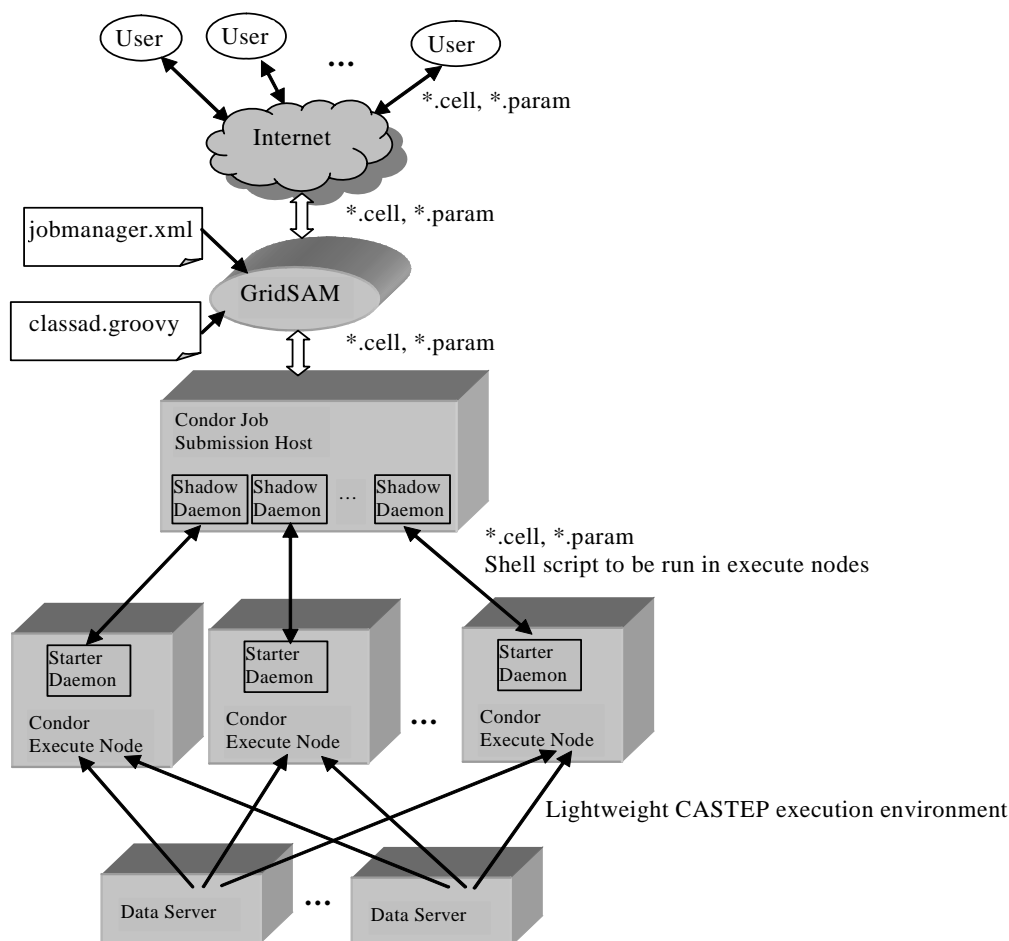 User
User
User
...
*.cell, *.param
Internet
*.cell, *.param
jobmanager.xml
GridSAM
classad.groovy
*.cell, *.param
Condor Job
Submission Host
Shadow
Daemon
Shadow
Daemon
...
Shadow
Daemon
*.cell, *.param
Shell script to be run in execute nodes
Starter
Daemon
Condor
Execute Node
Starter
Daemon
Condor
Execute Node
...
Starter
Daemon
Condor
Execute Node
Lightweight CASTEP execution environment
Data Server
...
Data Server